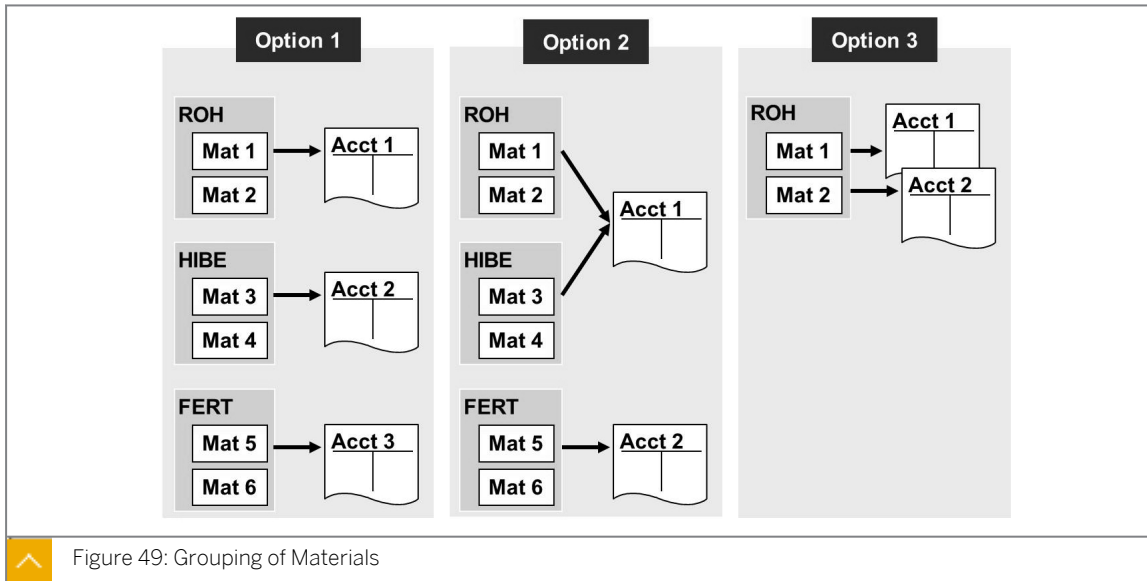 Option 1
ROH
Mat 1
Mat 2
Acct 1
HIBE
Mat 3
Mat 4
Acct 2
FERT
Mat 5
Mat 6
Acct 3
Option 2
ROH
Mat 1
Mat 2
Acct 1
HIBE
Mat 3
Mat 4
FERT
Mat 5
Mat 6
Acct 2
Option 3
ROH
Mat 1
Mat 2
Acct 1
Acct 2
Figure 49: Grouping of Materials